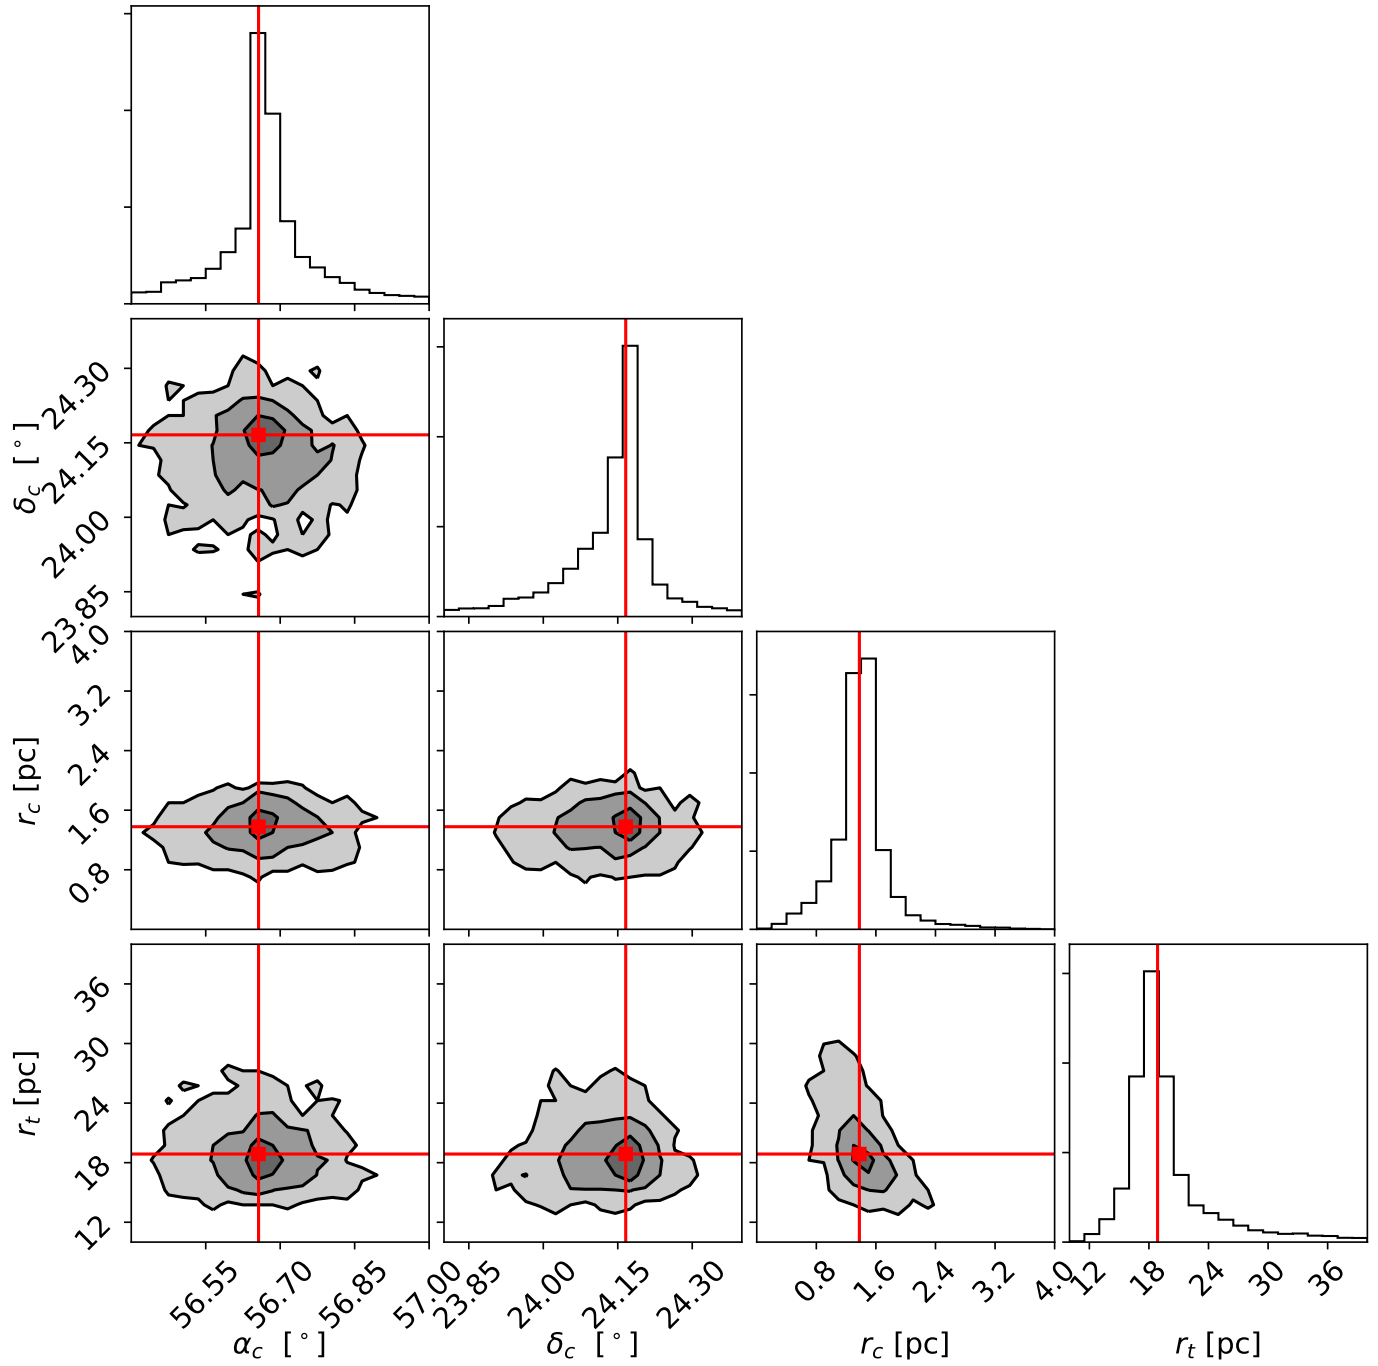 24.30
24.15
24.00
23.85
δc [°]
4.0
3.2
2.4
1.6
0.8
rc [pc]
36
30
24
18
12
rt [pc]
56.55 56.70 56.85 57.00
23.85 24.00 24.15 24.30
0.8 1.6 2.4 3.2 4.0
12 18 24 30 36
αc [°] δc [°] rc [pc] rt [pc]